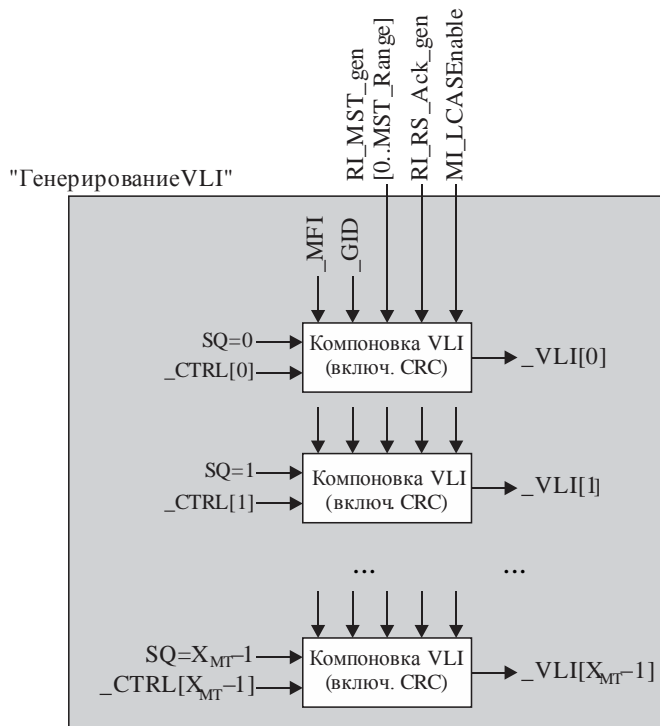 RI_MST_gen
[0..MST_Range]
RI_RS_Ack_gen
MI_LCASEnable
"ГенерированиеVLI"
_MFI
_GID
SQ=0
_CTRL[0]
Компоновка VLI
(включ. CRC)
_VLI[0]
SQ=1
_CTRL[1]
Компоновка VLI
(включ. CRC)
_VLI[1]
...
...
SQ=X_MT–1
_CTRL[X_MT–1]
Компоновка VLI
(включ. CRC)
_VLI[X_MT–1]